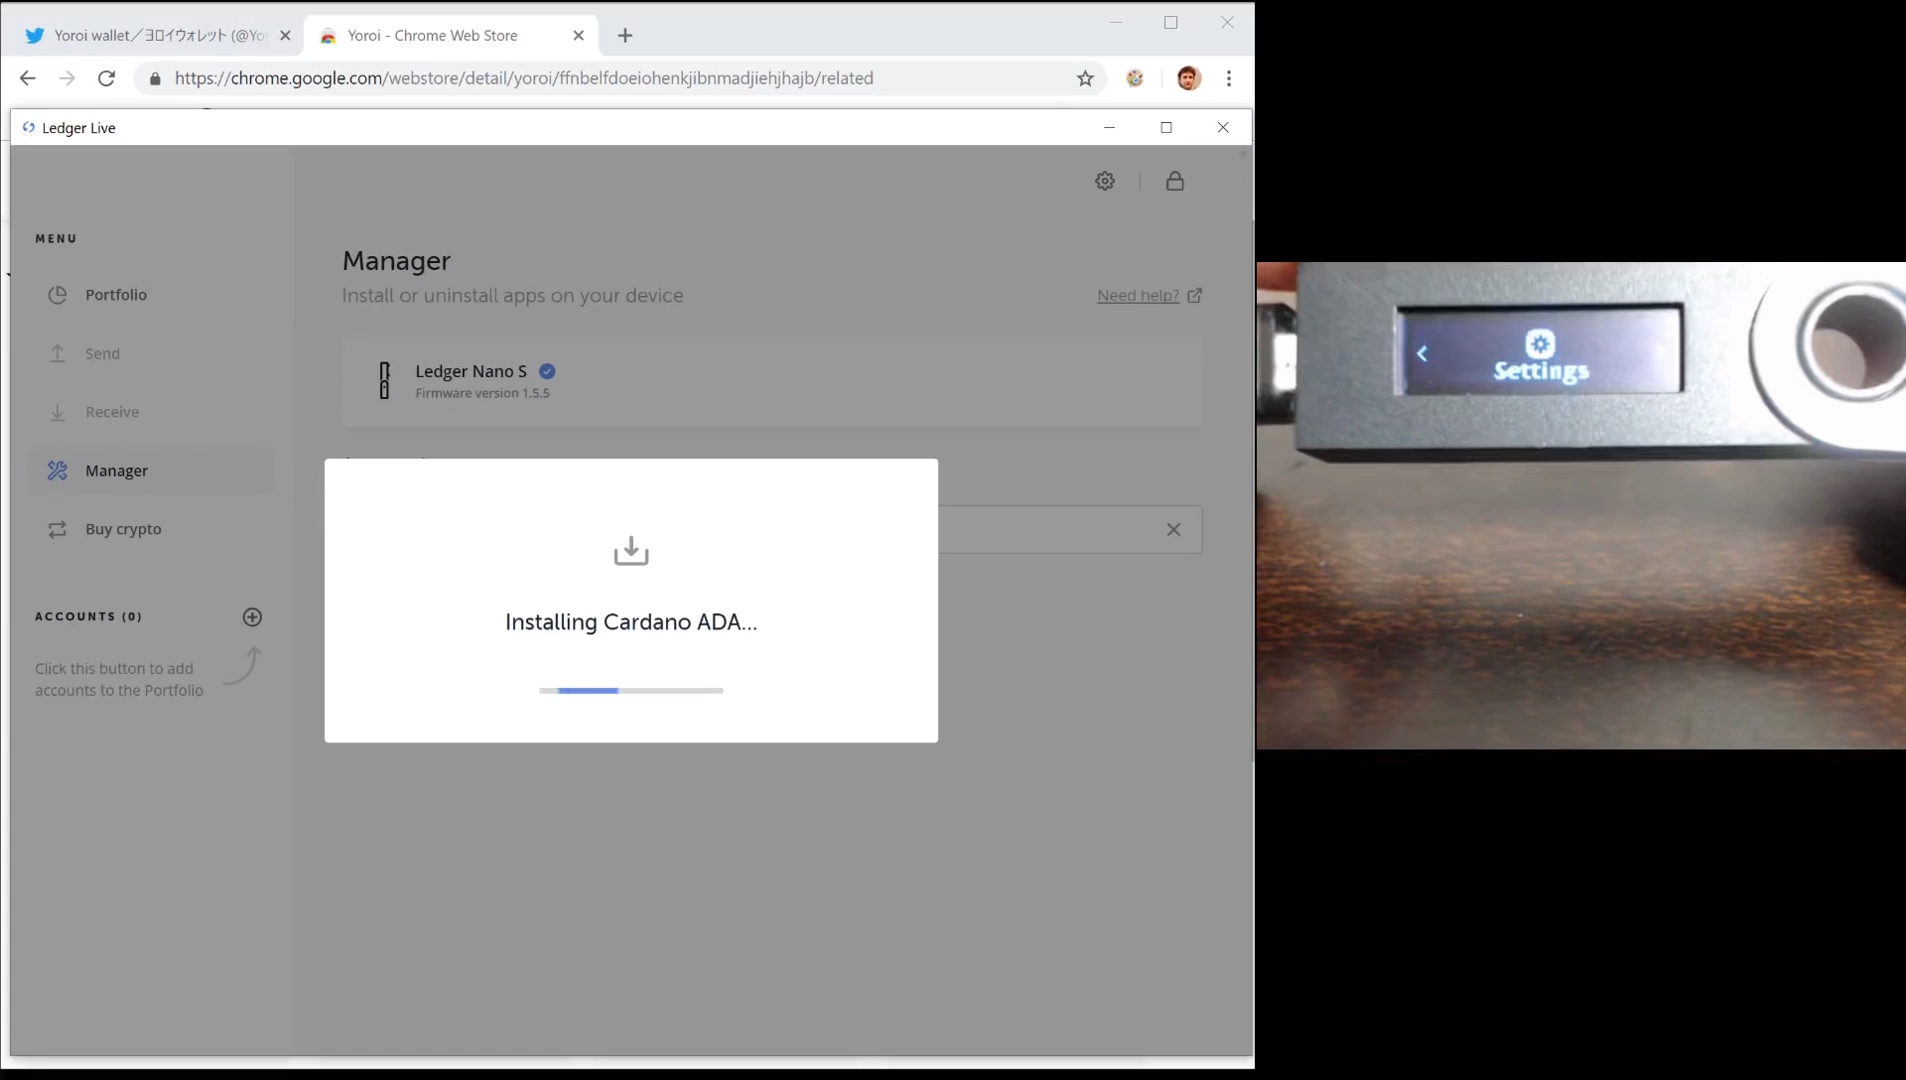 Yoroi wallet／ヨロイウォレット (@Yo
Yoroi - Chrome Web Store
https://chrome.google.com/webstore/detail/yoroi/ffnbelfdoeiohenkjibnmadjiehjhajb/related
Ledger Live
MENU
Portfolio
Send
Receive
Manager
Buy crypto
ACCOUNTS (0)
Click this button to add
accounts to the Portfolio
Manager
Install or uninstall apps on your device
Need help?
Ledger Nano S
Firmware version 1.5.5
Installing Cardano ADA...
Settings